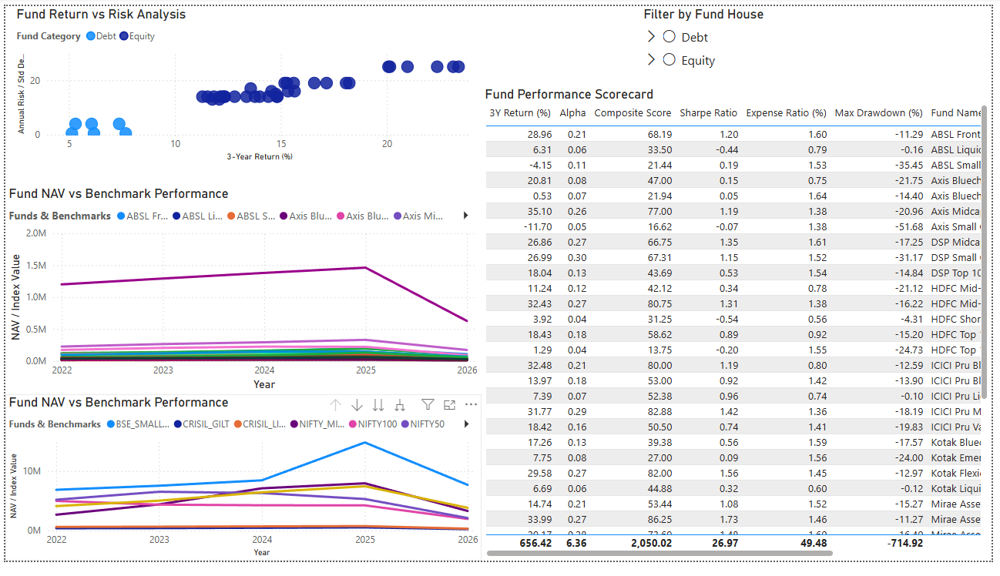 Fund Return vs Risk Analysis
Fund Category Debt Equity
Annual Risk / Std De...
20
0
5 10 15 20
3-Year Return (%)
Fund NAV vs Benchmark Performance
Funds & Benchmarks ABSL Fr... ABSL Li... ABSL S... Axis Blu... Axis Blu... Axis Mi...
NAV / Index Value
2.0M
1.5M
1.0M
0.5M
0.0M
2022 2023 2024 2025 2026
Year
Fund NAV vs Benchmark Performance
Funds & Benchmarks BSE_SMALL... CRISIL_GILT CRISIL_LI... NIFTY_MI... NIFTY100 NIFTY50
NAV / Index Value
10M
0M
2022 2023 2024 2025 2026
Year
Filter by Fund House
Debt
Equity
Fund Performance Scorecard
3Y Return (%) Alpha Composite Score Sharpe Ratio Expense Ratio (%) Max Drawdown (%) Fund Name
28.96 0.21 68.19 1.20 1.60 -11.29 ABSL Front
6.31 0.06 33.50 -0.44 0.79 -0.16 ABSL Liquid
-4.15 0.11 21.44 0.19 1.53 -35.45 ABSL Small
20.81 0.08 47.00 0.15 0.75 -21.75 Axis Bluech
0.53 0.07 21.94 0.05 1.64 -14.40 Axis Bluech
35.10 0.26 77.00 1.19 1.38 -20.96 Axis Midca
-11.70 0.05 16.62 -0.07 1.38 -51.68 Axis Small
26.86 0.27 66.75 1.35 1.61 -17.25 DSP Midca
26.99 0.30 67.31 1.15 1.52 -31.17 DSP Small
18.04 0.13 43.69 0.53 1.54 -14.84 DSP Top 10
11.24 0.12 42.12 0.34 0.78 -21.12 HDFC Mid-
32.43 0.27 80.75 1.31 1.38 -16.22 HDFC Mid-
3.92 0.04 31.25 -0.54 0.56 -4.31 HDFC Shor
18.43 0.18 58.62 0.89 0.92 -15.20 HDFC Top
1.29 0.04 13.75 -0.20 1.55 -24.73 HDFC Top
32.48 0.21 80.00 1.19 0.80 -12.59 ICICI Pru Bl
13.97 0.18 53.00 0.92 1.42 -13.90 ICICI Pru Bl
7.39 0.07 52.38 0.96 0.74 -0.10 ICICI Pru Li
31.77 0.29 82.88 1.42 1.36 -18.19 ICICI Pru M
18.42 0.16 50.50 0.74 1.41 -19.83 ICICI Pru Va
17.26 0.13 39.38 0.56 1.59 -17.57 Kotak Bluec
7.75 0.08 27.00 0.09 1.56 -24.00 Kotak Emer
29.58 0.27 82.00 1.56 1.45 -12.97 Kotak Flexi
6.69 0.06 44.88 0.32 0.60 -0.12 Kotak Liqui
14.74 0.21 53.44 1.08 1.52 -15.27 Mirae Asse
33.99 0.27 86.25 1.73 1.46 -11.27 Mirae Asse
656.42 6.36 2,050.02 26.97 49.48 -714.92